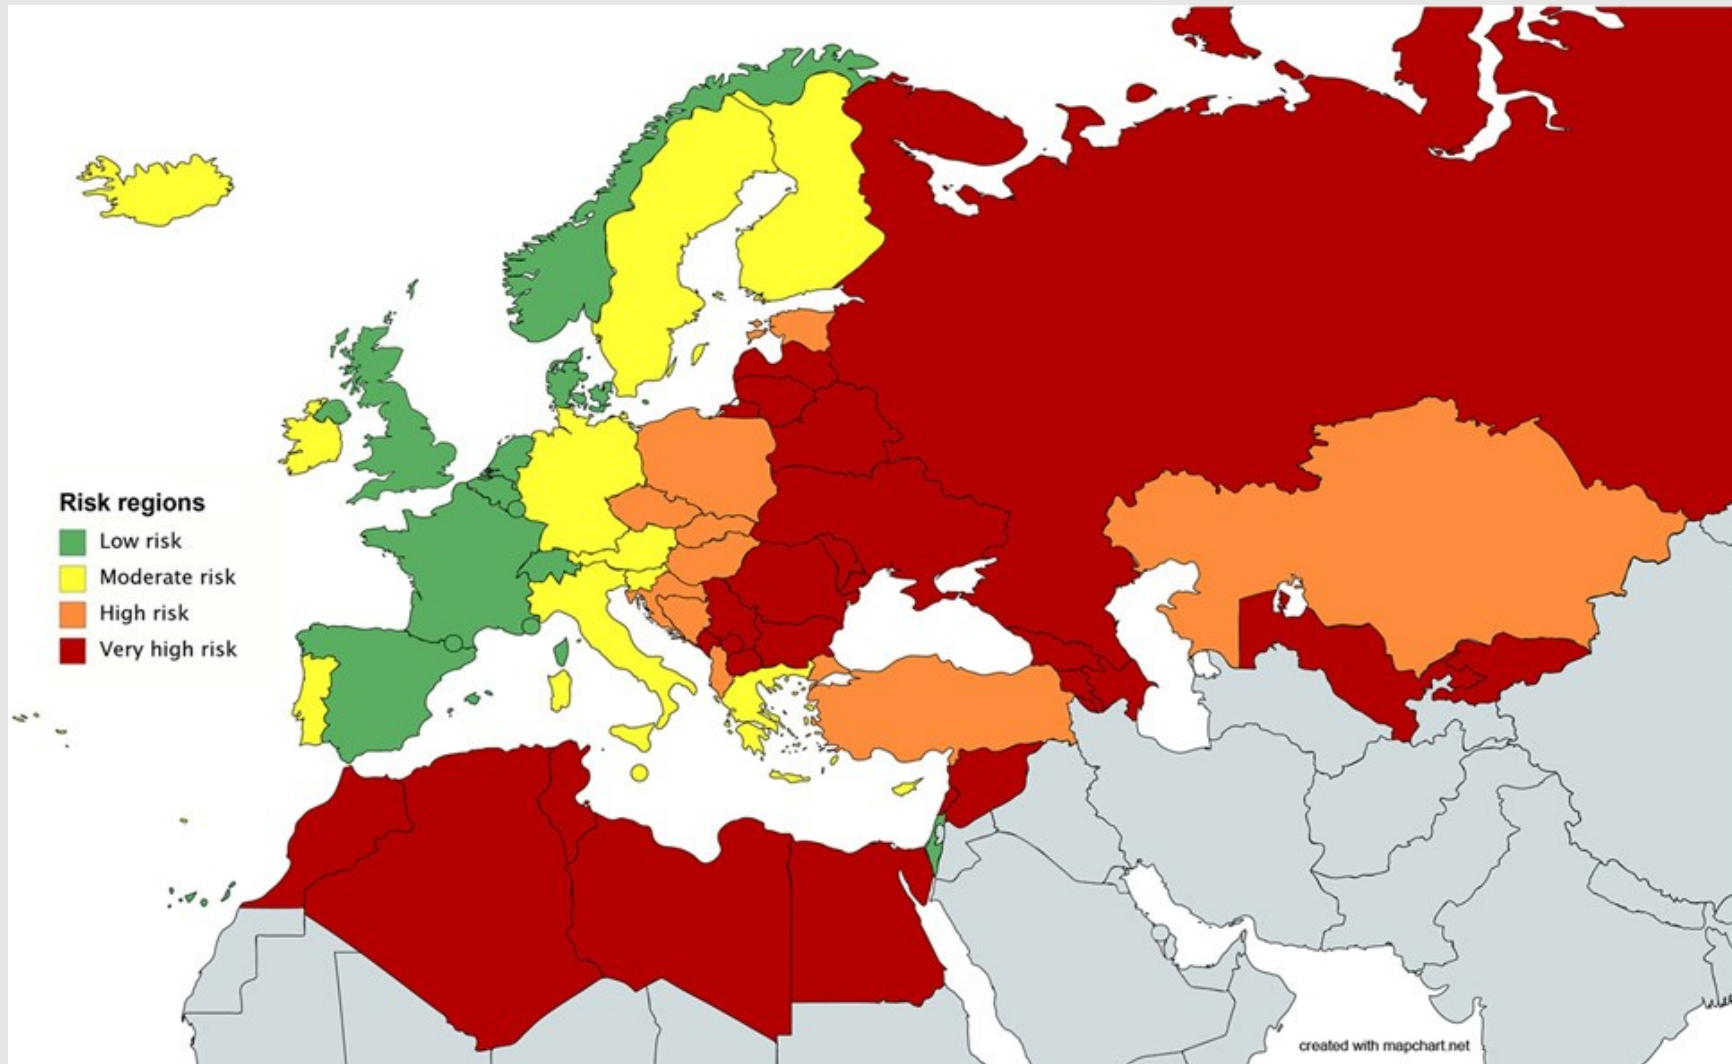 Risk regions
Low risk
Moderate risk
High risk
Very high risk
created with mapchart.net